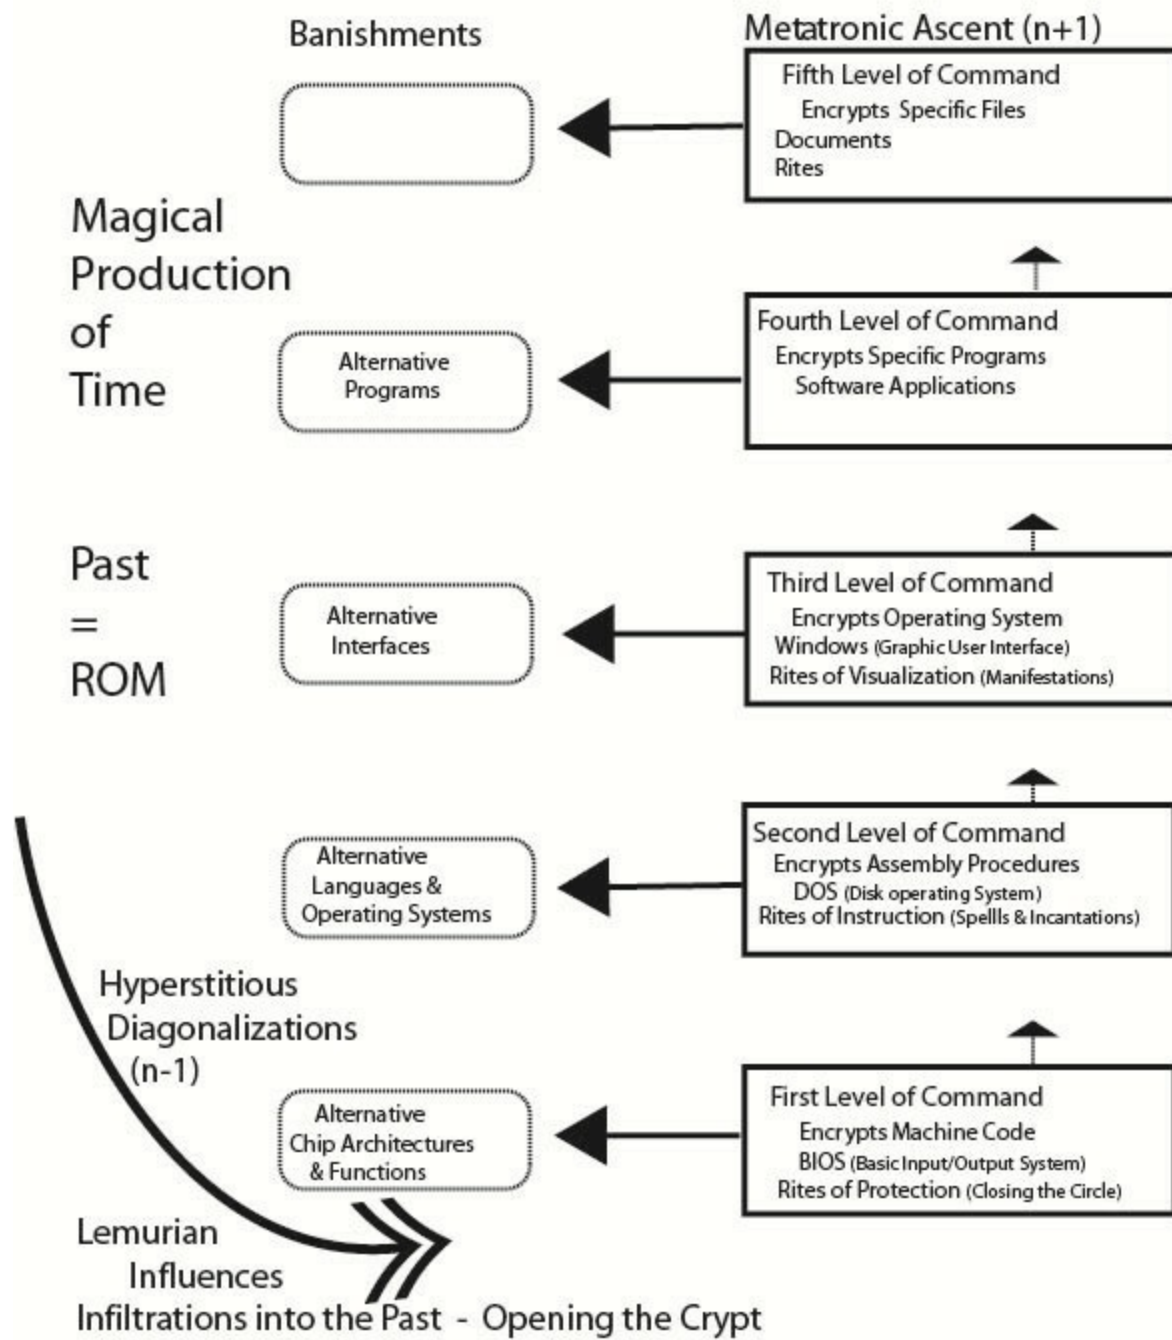 Banishments
Metatronic Ascent (n+1)
Fifth Level of Command
Encrypts Specific Files
Documents
Rites
Magical
Production
of
Time
Fourth Level of Command
Encrypts Specific Programs
Software Applications
Alternative
Programs
Past
=
ROM
Third Level of Command
Encrypts Operating System
Windows (Graphic User Interface)
Rites of Visualization (Manifestations)
Alternative
Interfaces
Second Level of Command
Encrypts Assembly Procedures
DOS (Disk operating System)
Rites of Instruction (Spellls & Incantations)
Alternative
Languages &
Operating Systems
Hyperstitious
Diagonalizations
(n-1)
First Level of Command
Encrypts Machine Code
BIOS (Basic Input/Output System)
Rites of Protection (Closing the Circle)
Alternative
Chip Architectures
& Functions
Lemurian
Influences
Infiltrations into the Past - Opening the Crypt